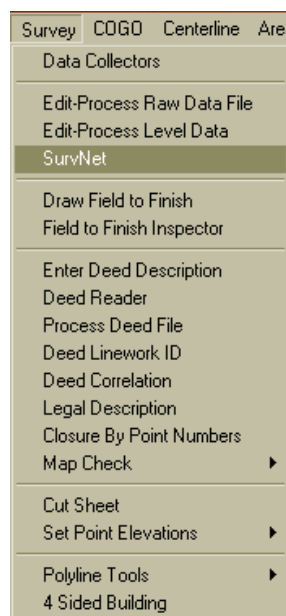 Survey COGO Centerline Are
Data Collectors
Edit-Process Raw Data File
Edit-Process Level Data
SurvNet
Draw Field to Finish
Field to Finish Inspector
Enter Deed Description
Deed Reader
Process Deed File
Deed Linework ID
Deed Correlation
Legal Description
Closure By Point Numbers
Map Check
Cut Sheet
Set Point Elevations
Polyline Tools
4 Sided Building